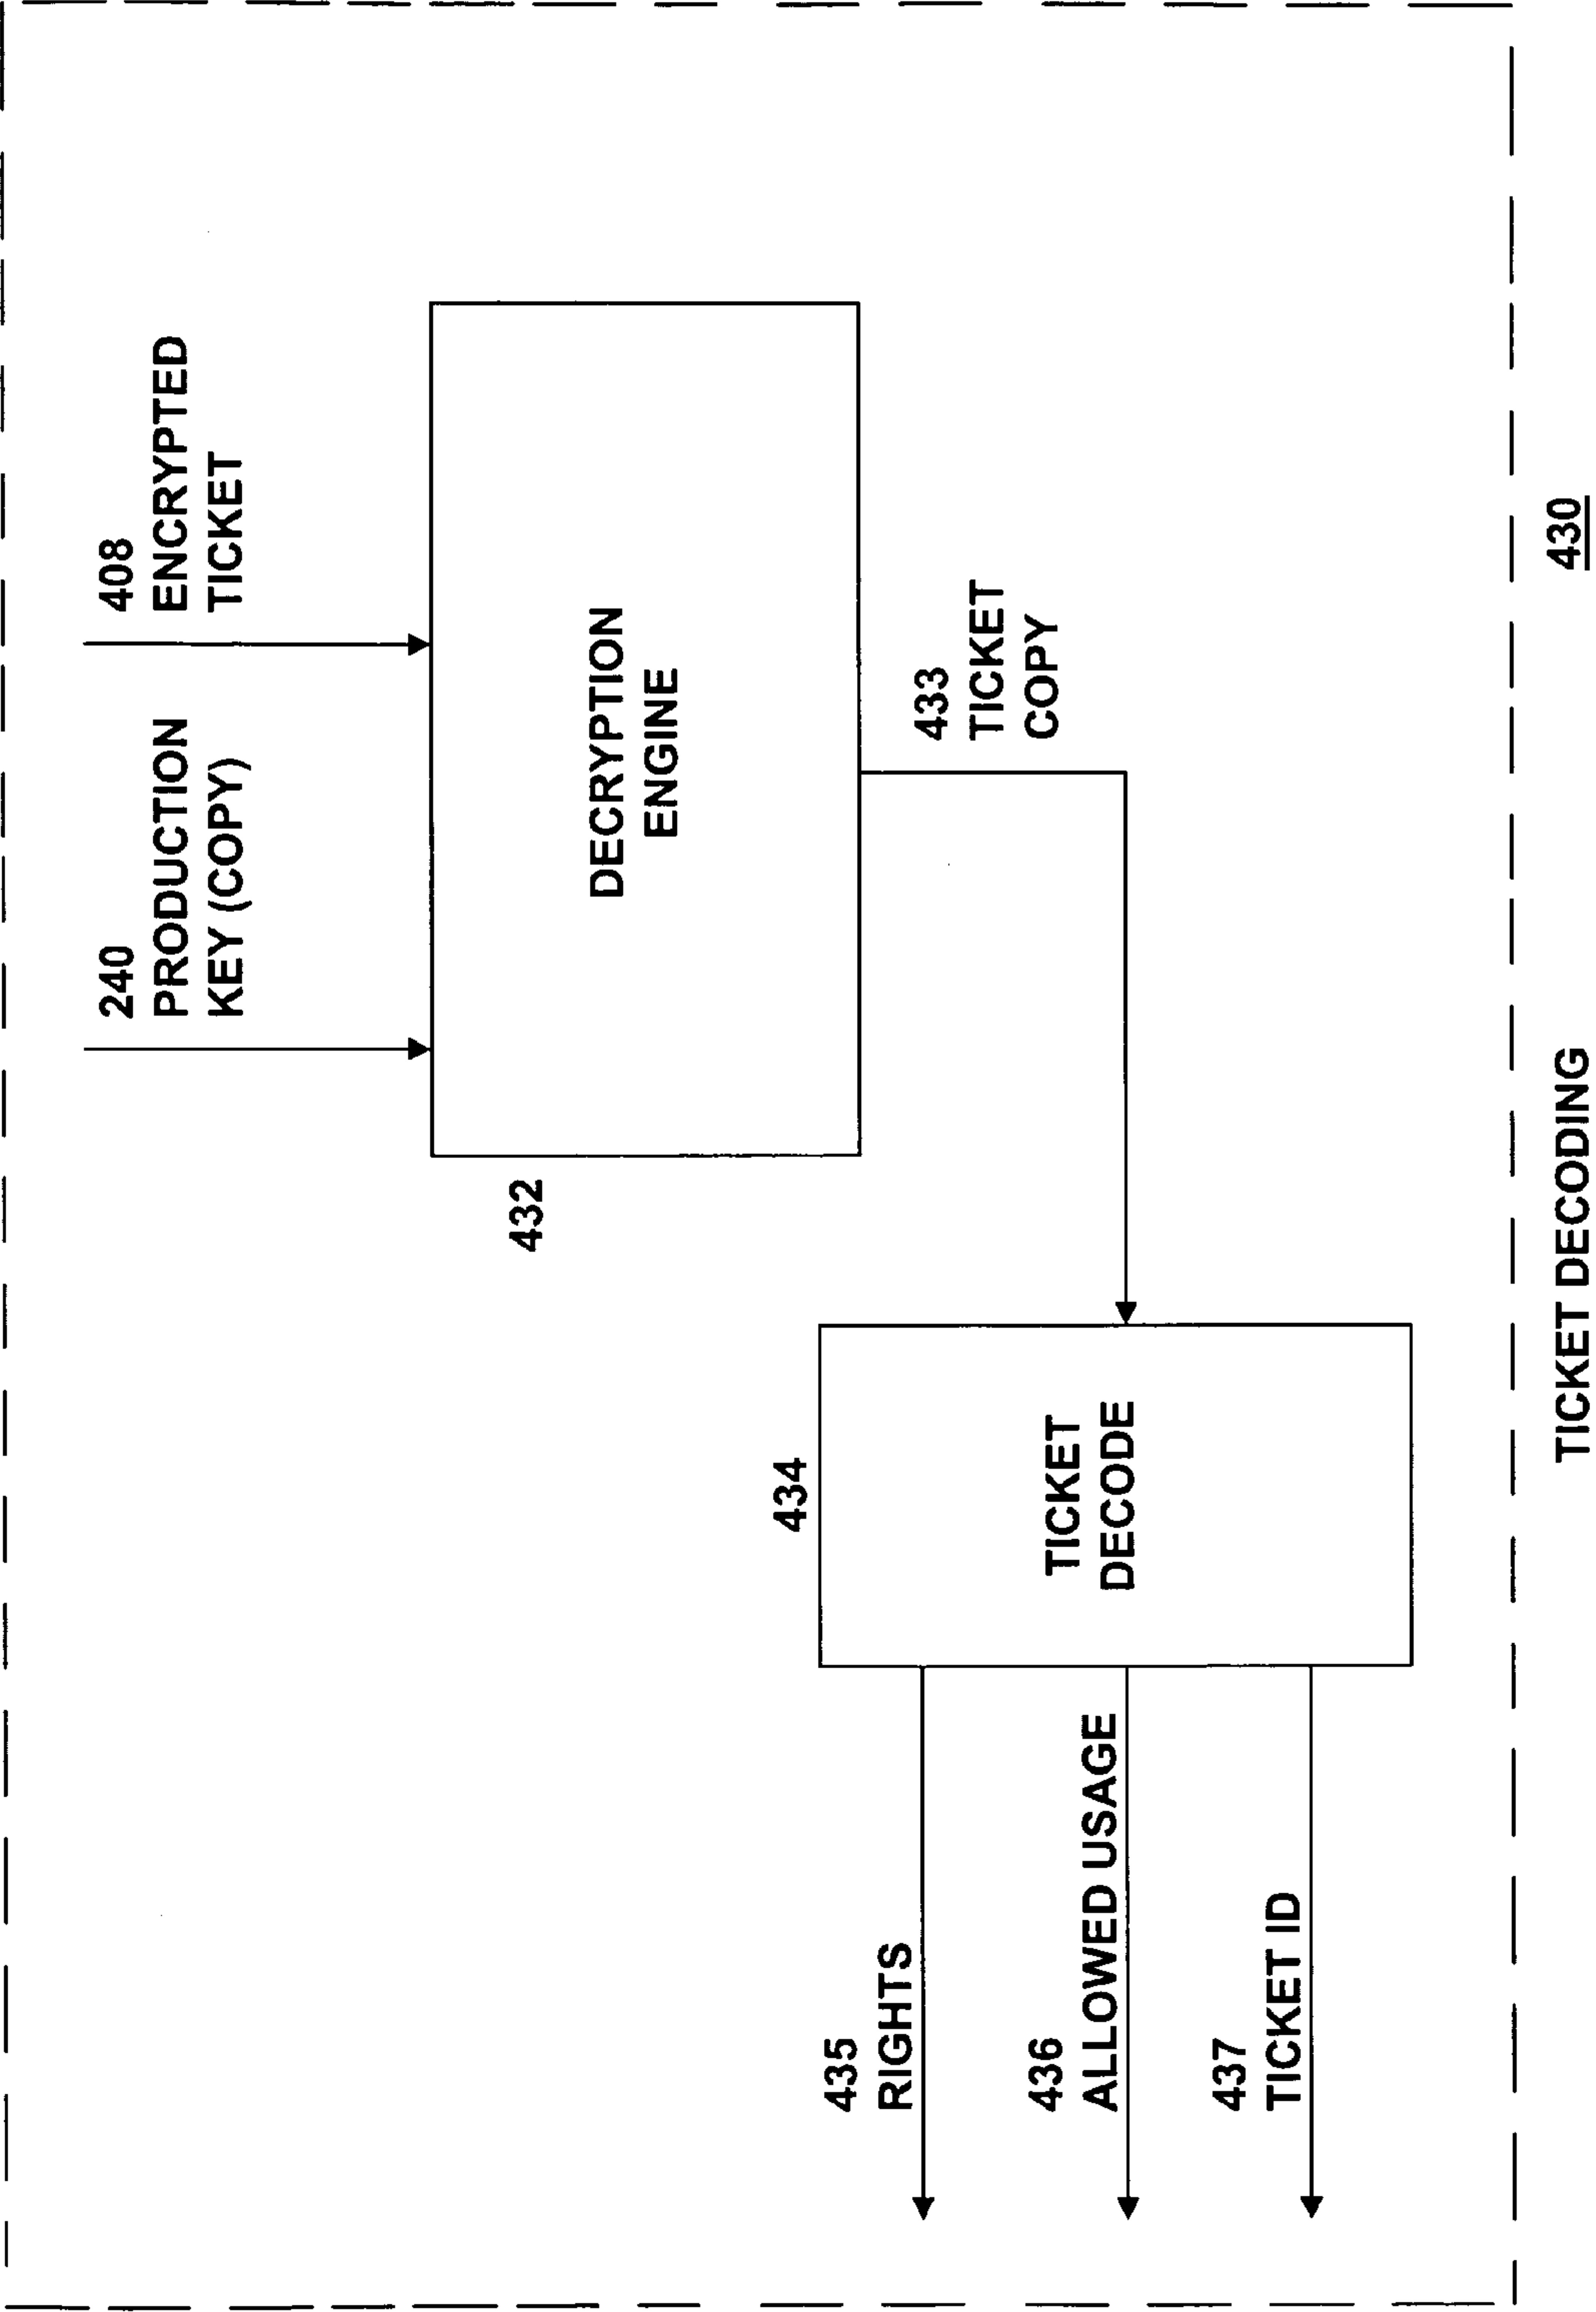 240
PRODUCTION
KEY (COPY)
408
ENCRYPTED
TICKET
432
DECRYPTION
ENGINE
433
TICKET
COPY
434
TICKET
DECODE
435
RIGHTS
436
ALLOWED USAGE
437
TICKET ID
TICKET DECODING
430